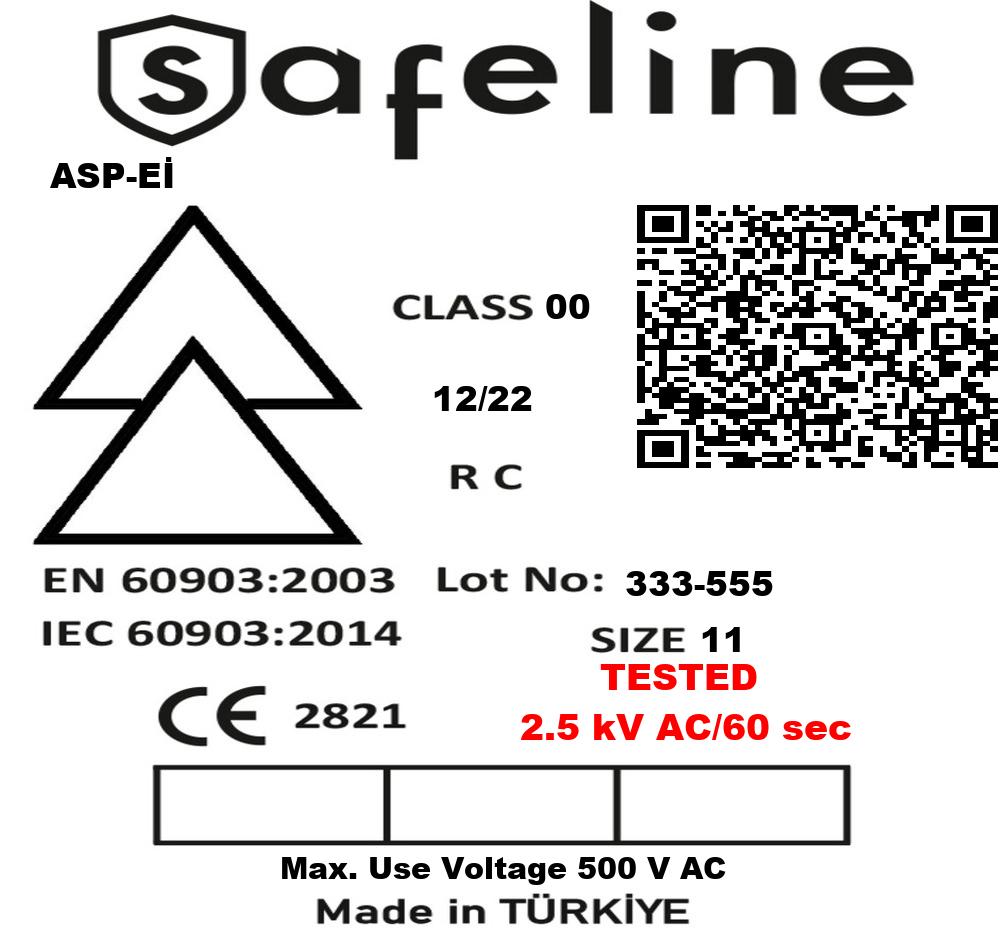 safeline
ASP-Eİ
CLASS 00
12/22
R C
EN 60903:2003
Lot No: 333-555
IEC 60903:2014
SIZE 11
TESTED
CE 2821
2.5 kV AC/60 sec
Max. Use Voltage 500 V AC
Made in TÜRKİYE